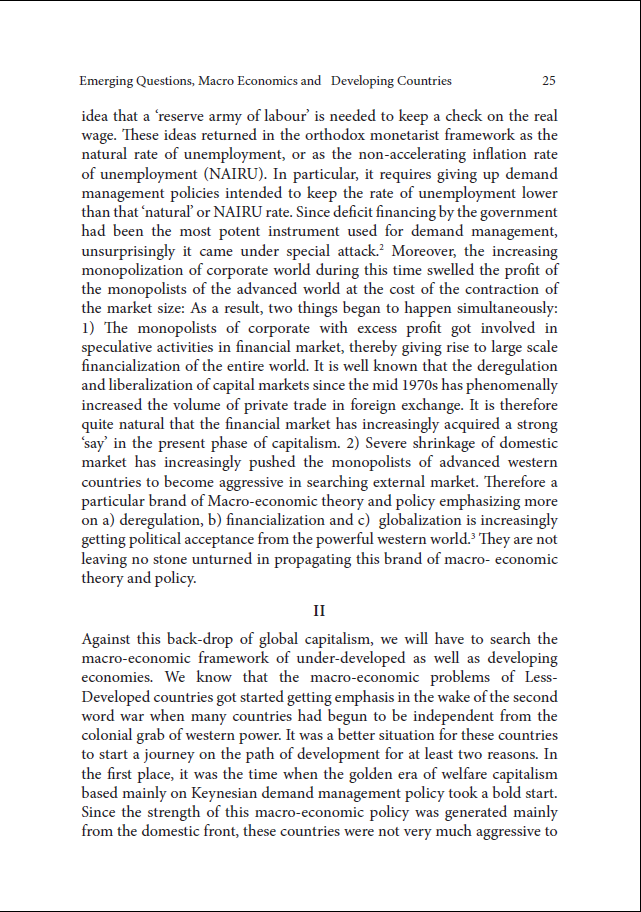 Emerging Questions, Macro Economics and Developing Countries 25
idea that a ‘reserve army of labour’ is needed to keep a check on the real
wage. These ideas returned in the orthodox monetarist framework as the
natural rate of unemployment, or as the non-accelerating inflation rate
of unemployment (NAIRU). In particular, it requires giving up demand
management policies intended to keep the rate of unemployment lower
than that ‘natural’ or NAIRU rate. Since deficit financing by the government
had been the most potent instrument used for demand management,
unsurprisingly it came under special attack.² Moreover, the increasing
monopolization of corporate world during this time swelled the profit of
the monopolists of the advanced world at the cost of the contraction of
the market size: As a result, two things began to happen simultaneously:
1) The monopolists of corporate with excess profit got involved in
speculative activities in financial market, thereby giving rise to large scale
financialization of the entire world. It is well known that the deregulation
and liberalization of capital markets since the mid 1970s has phenomenally
increased the volume of private trade in foreign exchange. It is therefore
quite natural that the financial market has increasingly acquired a strong
‘say’ in the present phase of capitalism. 2) Severe shrinkage of domestic
market has increasingly pushed the monopolists of advanced western
countries to become aggressive in searching external market. Therefore a
particular brand of Macro-economic theory and policy emphasizing more
on a) deregulation, b) financialization and c) globalization is increasingly
getting political acceptance from the powerful western world.³ They are not
leaving no stone unturned in propagating this brand of macro- economic
theory and policy.
II
Against this back-drop of global capitalism, we will have to search the
macro-economic framework of under-developed as well as developing
economies. We know that the macro-economic problems of Less-
Developed countries got started getting emphasis in the wake of the second
word war when many countries had begun to be independent from the
colonial grab of western power. It was a better situation for these countries
to start a journey on the path of development for at least two reasons. In
the first place, it was the time when the golden era of welfare capitalism
based mainly on Keynesian demand management policy took a bold start.
Since the strength of this macro-economic policy was generated mainly
from the domestic front, these countries were not very much aggressive to